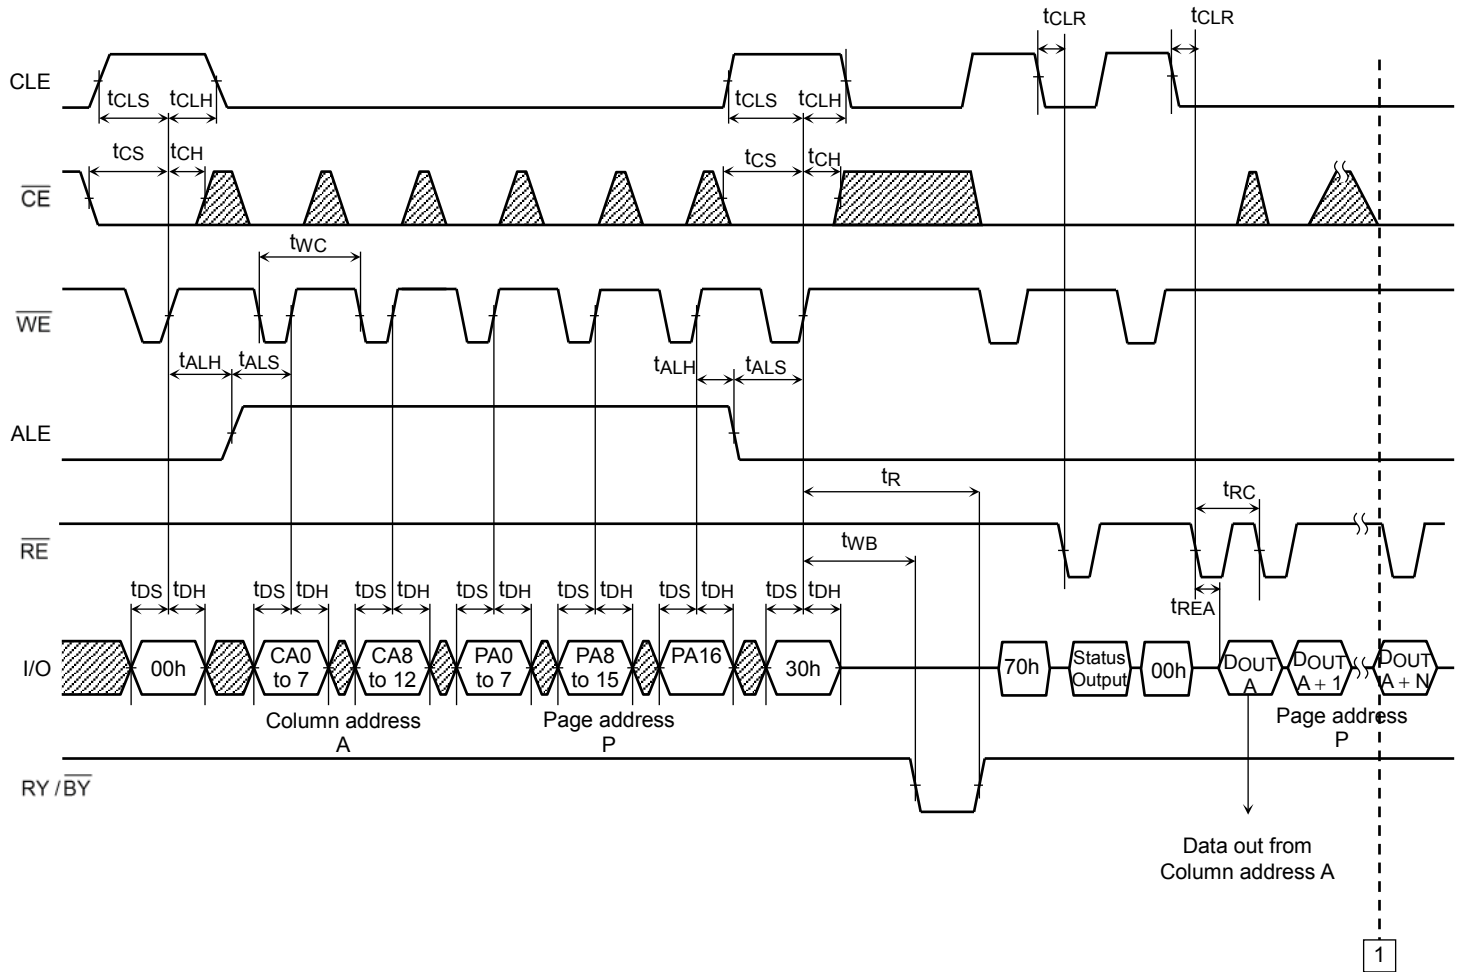 tCLR tCLR
CLE
tCLS tCLH tCLS tCLH
tCS tCH tCS tCH
CE
tWC
WE
tALH tALS tALH tALS
ALE
tR
tRC
RE
tWB
tDS tDH tDS tDH tDS tDH tDS tDH tDS tDH tDS tDH tDS tDH
tREA
I/O
00h
CA0
to 7
CA8
to 12
PA0
to 7
PA8
to 15
PA16
30h
70h
Status
Output
00h
DOUT
A
DOUT
A + 1
DOUT
A + N
Column address
A
Page address
P
Page address
P
RY / BY
Data out from
Column address A
1